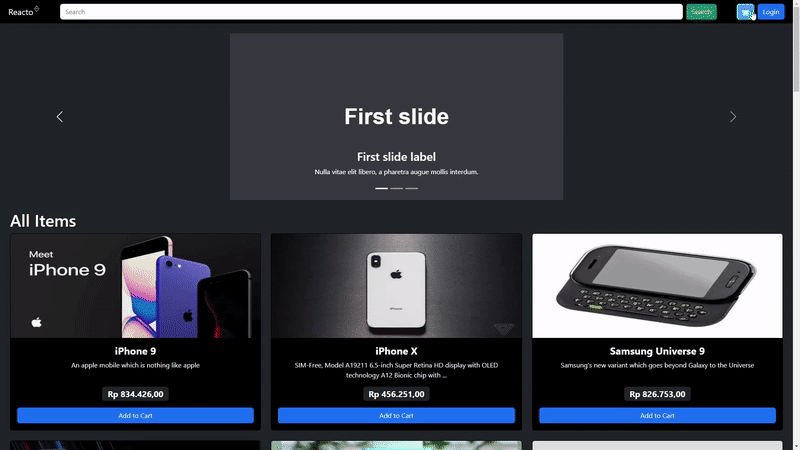 Reacto
Search
Search
Login
First slide
First slide label
Nulla vitae elit libero, a pharetra augue mollis interdum.
All Items
Meet
iPhone 9
iPhone
iPhone 9
An apple mobile which is nothing like apple
Rp 834.426,00
Add to Cart
iPhone X
SIM-Free, Model A19211 6.5-inch Super Retina HD display with OLED
technology A12 Bionic chip with ...
Rp 456.251,00
Add to Cart
Samsung Universe 9
Samsung's new variant which goes beyond Galaxy to the Universe
Rp 826.753,00
Add to Cart